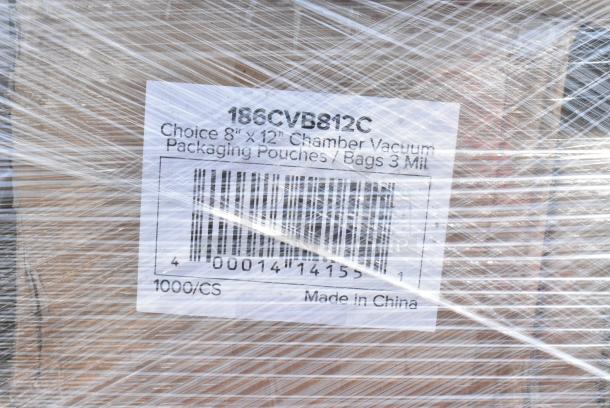 186CVB812C
Choice 8" x 12" Chamber Vacuum
Packaging Pouches / Bags 3 Mil
4 00014 14155 1
1000/CS
Made in China